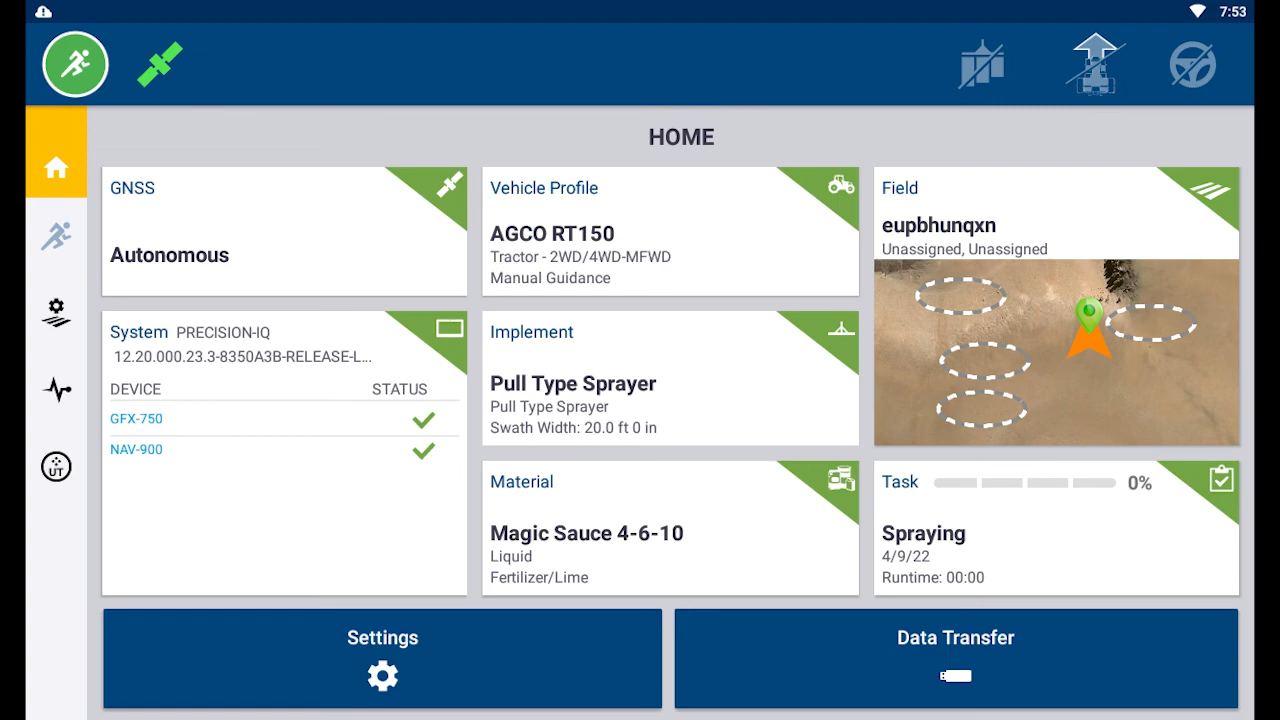 7:53
HOME
GNSS
Autonomous
Vehicle Profile
AGCO RT150
Tractor - 2WD/4WD-MFWD
Manual Guidance
Field
eupbhunqxn
Unassigned, Unassigned
System PRECISION-IQ
12.20.000.23.3-8350A3B-RELEASE-L...
DEVICE STATUS
GFX-750
NAV-900
Implement
Pull Type Sprayer
Pull Type Sprayer
Swath Width: 20.0 ft 0 in
Material
Magic Sauce 4-6-10
Liquid
Fertilizer/Lime
Task 0%
Spraying
4/9/22
Runtime: 00:00
UT
Settings
Data Transfer